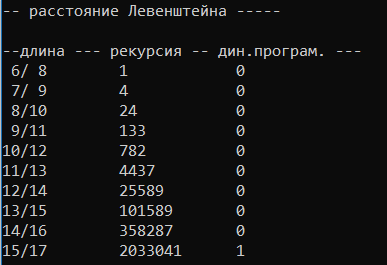 -- расстояние Левенштейна -----
--длина --- рекурсия -- дин.програм. ---
6/ 8 1 0
7/ 9 4 0
8/10 24 0
9/11 133 0
10/12 782 0
11/13 4437 0
12/14 25589 0
13/15 101589 0
14/16 358287 0
15/17 2033041 1